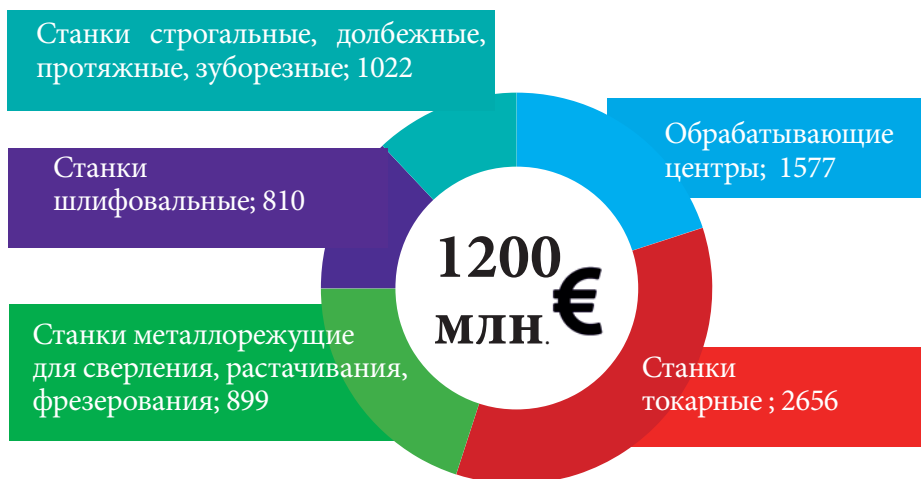 Станки строгальные, долбежные,
протяжные, зуборезные; 1022
Обрабатывающие
центры; 1577
Станки
шлифовальные; 810
1200
млн. €
Станки металлорежущие
для сверления, растачивания,
фрезерования; 899
Станки
токарные ; 2656